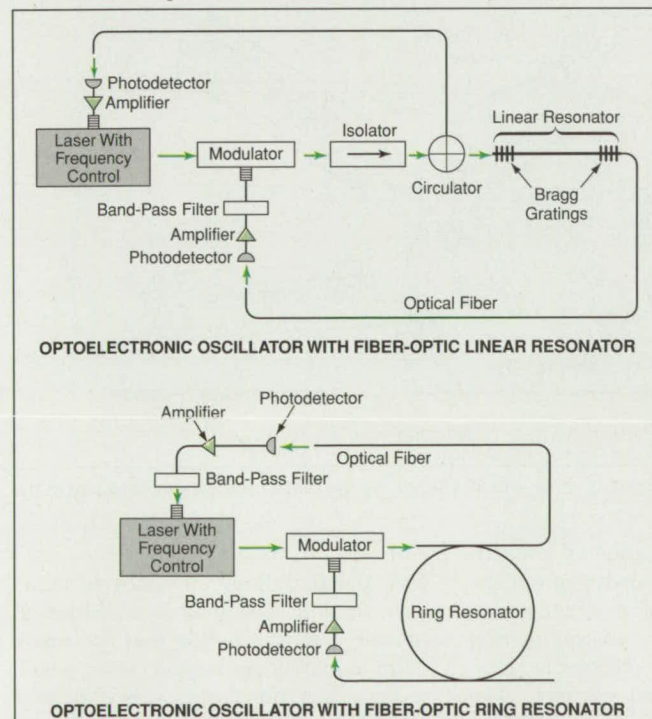 Photodetector
Amplifier
Laser With
Frequency
Control
Modulator
Isolator
Circulator
Linear Resonator
Bragg
Gratings
Band-Pass Filter
Amplifier
Photodetector
Optical Fiber
OPTOELECTRONIC OSCILLATOR WITH FIBER-OPTIC LINEAR RESONATOR
Amplifier
Photodetector
Optical Fiber
Band-Pass Filter
Laser With
Frequency
Control
Modulator
Band-Pass Filter
Amplifier
Photodetector
Ring Resonator
OPTOELECTRONIC OSCILLATOR WITH FIBER-OPTIC RING RESONATOR